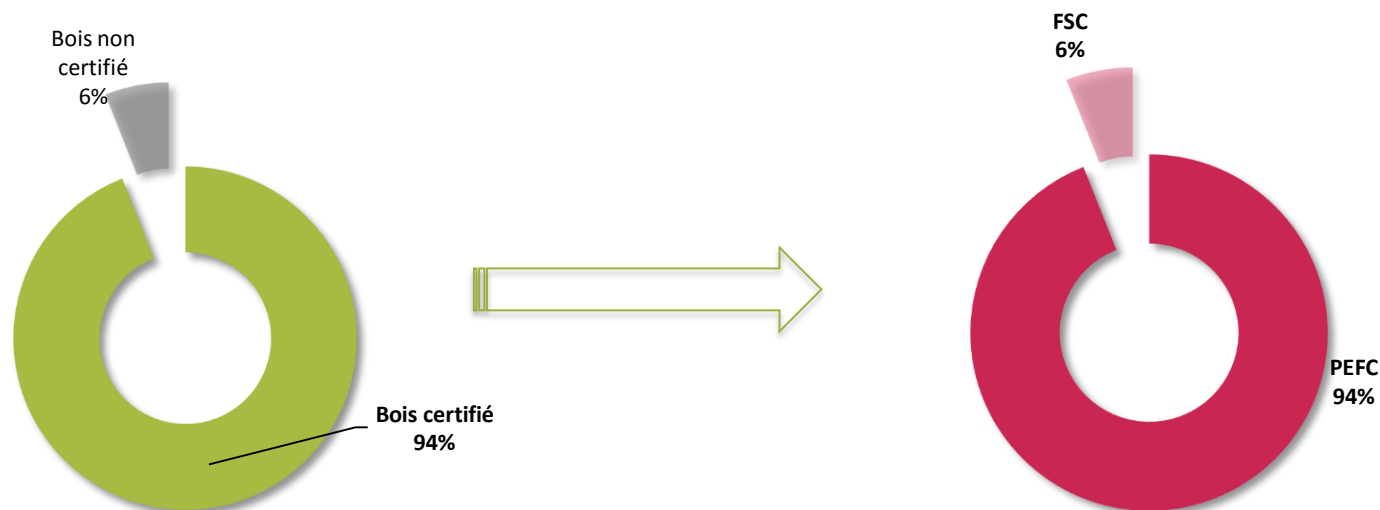 Bois non
certifié
6%
Bois certifié
94%
FSC
6%
PEFC
94%